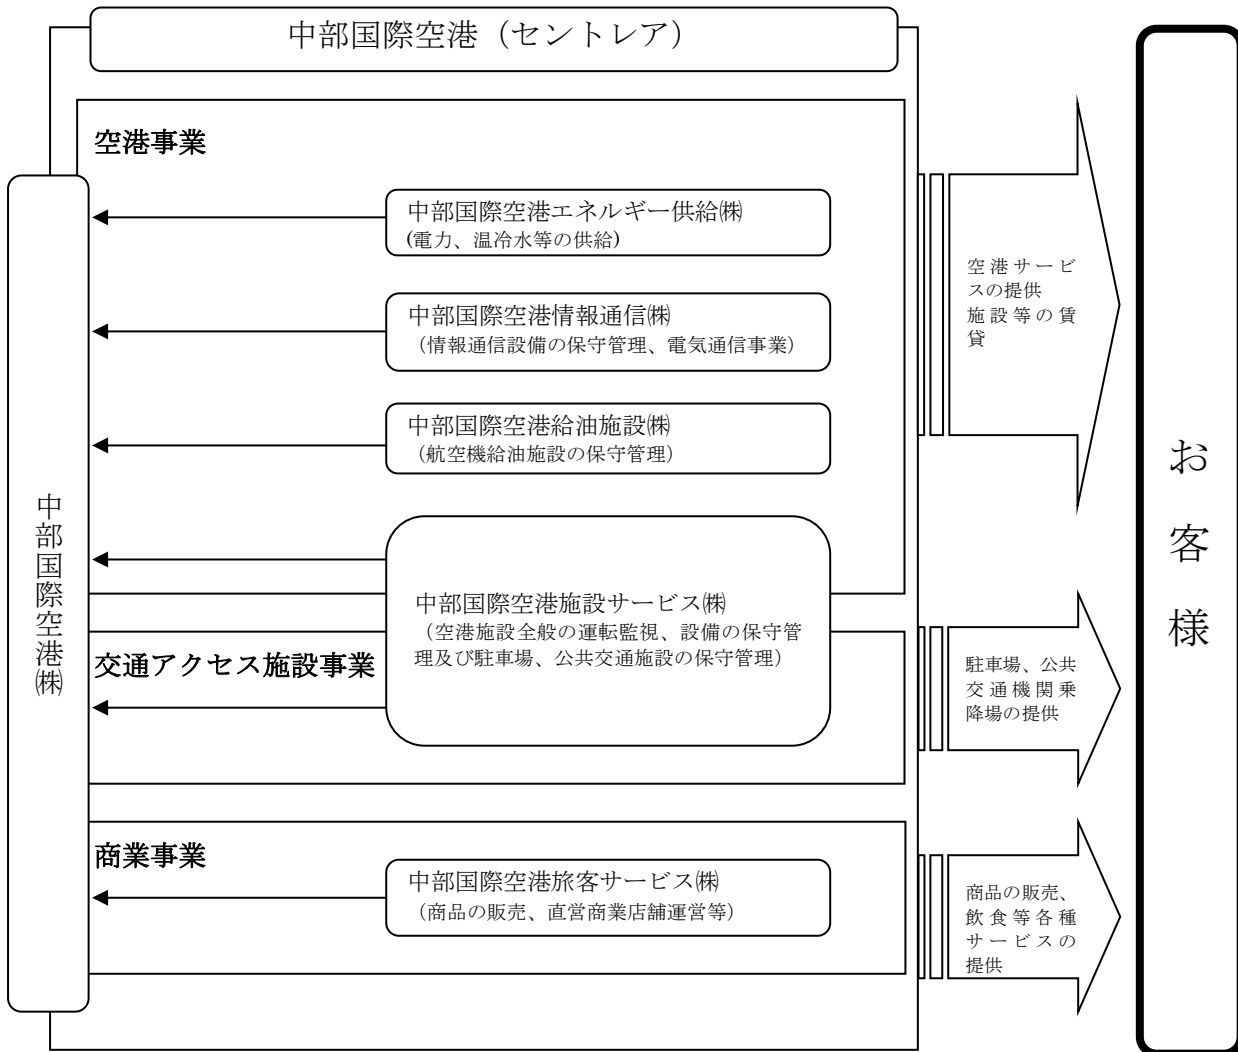 中部国際空港（セントレア）
空港事業
中部国際空港エネルギー供給㈱
(電力、温冷水等の供給)
中部国際空港情報通信㈱
（情報通信設備の保守管理、電気通信事業）
中部国際空港給油施設㈱
（航空機給油施設の保守管理）
中部国際空港施設サービス㈱
（空港施設全般の運転監視、設備の保守管
理及び駐車場、公共交通施設の保守管理）
交通アクセス施設事業
商業事業
中部国際空港旅客サービス㈱
（商品の販売、直営商業店舗運営等）
中部国際空港㈱
空港サービ
スの提供
施設等の賃
貸
駐車場、公共
交通機関乗
降場の提供
商品の販売、
飲食等各種
サービスの
提供
お客様